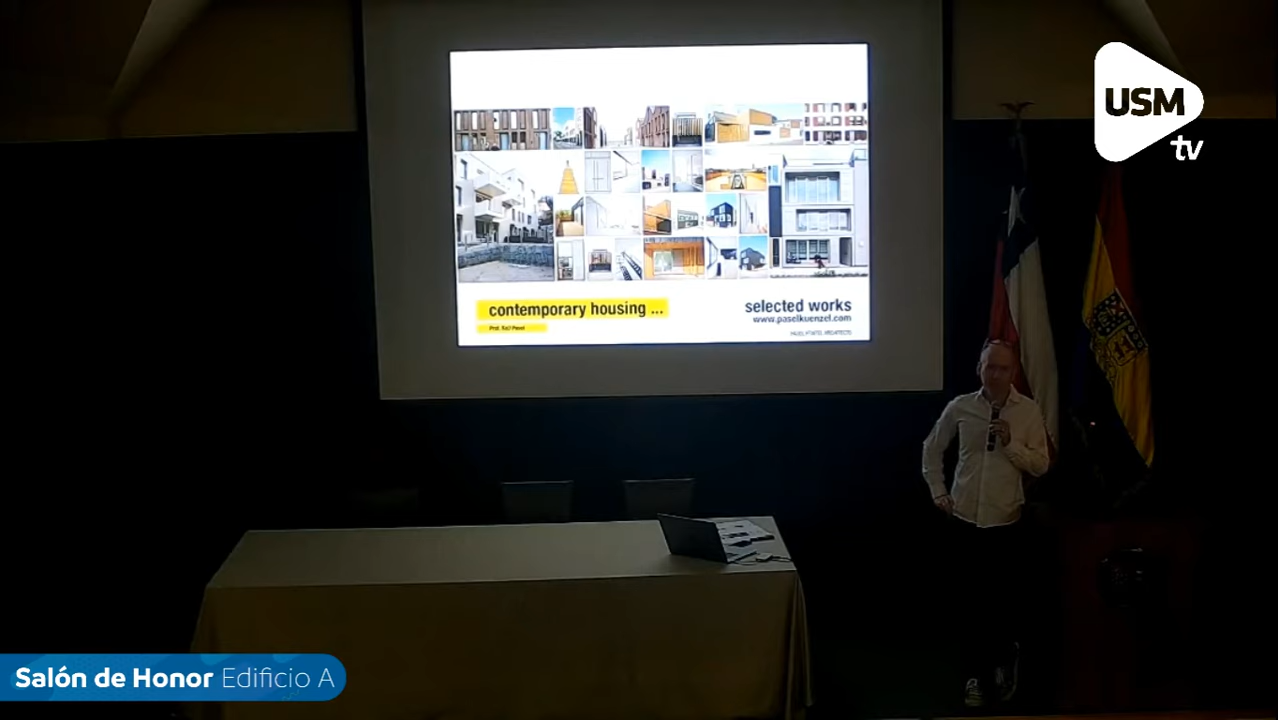 USM
tv
contemporary housing ...
selected works
www.paselkuenzel.com
Salón de Honor Edificio A